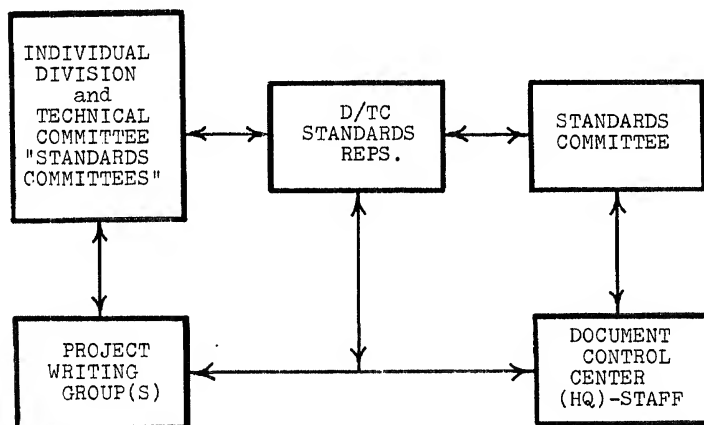 INDIVIDUAL
DIVISION
and
TECHNICAL
COMMITTEE
"STANDARDS
COMMITTEES"
D/TC
STANDARDS
REPS.
STANDARDS
COMMITTEE
PROJECT
WRITING
GROUP(S)
DOCUMENT
CONTROL
CENTER
(HQ)-STAFF